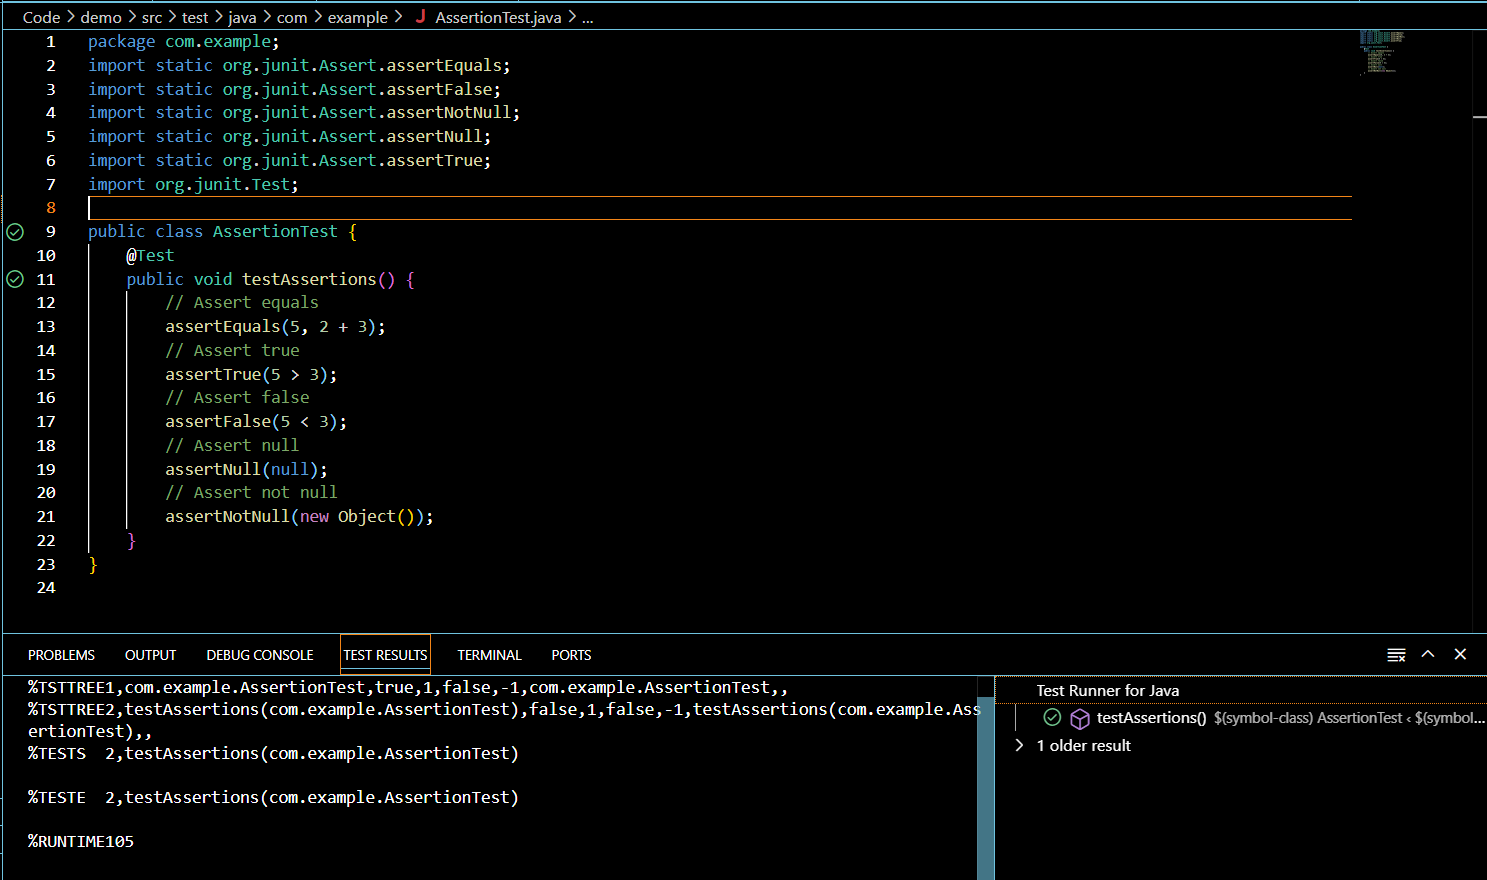 Code > demo > src > test > java > com > example > J AssertionTest.java > ...
1 package com.example;
2 import static org.junit.Assert.assertEquals;
3 import static org.junit.Assert.assertFalse;
4 import static org.junit.Assert.assertNotNull;
5 import static org.junit.Assert.assertNull;
6 import static org.junit.Assert.assertTrue;
7 import org.junit.Test;
8
9 public class AssertionTest {
10     @Test
11     public void testAssertions() {
12         // Assert equals
13         assertEquals(5, 2 + 3);
14         // Assert true
15         assertTrue(5 > 3);
16         // Assert false
17         assertFalse(5 < 3);
18         // Assert null
19         assertNull(null);
20         // Assert not null
21         assertNotNull(new Object());
22     }
23 }
24
PROBLEMS OUTPUT DEBUG CONSOLE TEST RESULTS TERMINAL PORTS
%TSTTREE1,com.example.AssertionTest,true,1,false,-1,com.example.AssertionTest,,
%TSTTREE2,testAssertions(com.example.AssertionTest),false,1,false,-1,testAssertions(com.example.Ass
ertionTest),,
%TESTS  2,testAssertions(com.example.AssertionTest)
%TESTE  2,testAssertions(com.example.AssertionTest)
%RUNTIME105
Test Runner for Java
testAssertions() $(symbol-class) AssertionTest < $(symbol...
> 1 older result